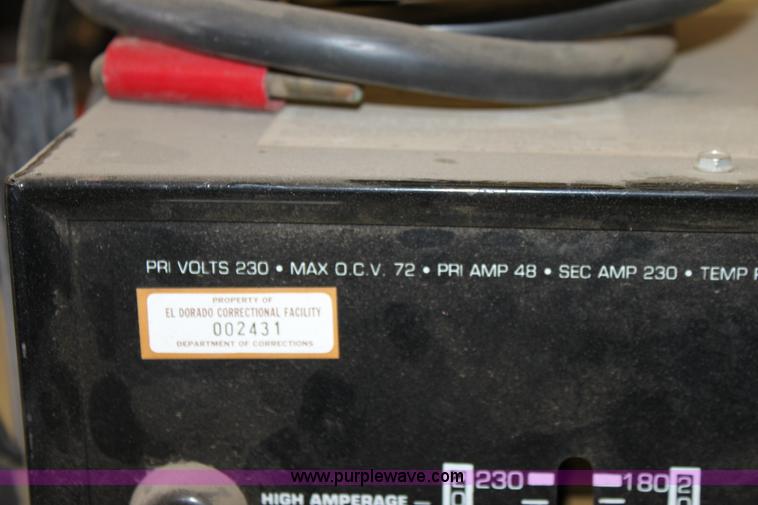 PRI VOLTS 230 • MAX O.C.V. 72 • PRI AMP 48 • SEC AMP 230 • TEMP
PROPERTY OF
EL DORADO CORRECTIONAL FACILITY
002431
DEPARTMENT OF CORRECTIONS
www.purplewave.com
230 180
HIGH AMPERAGE